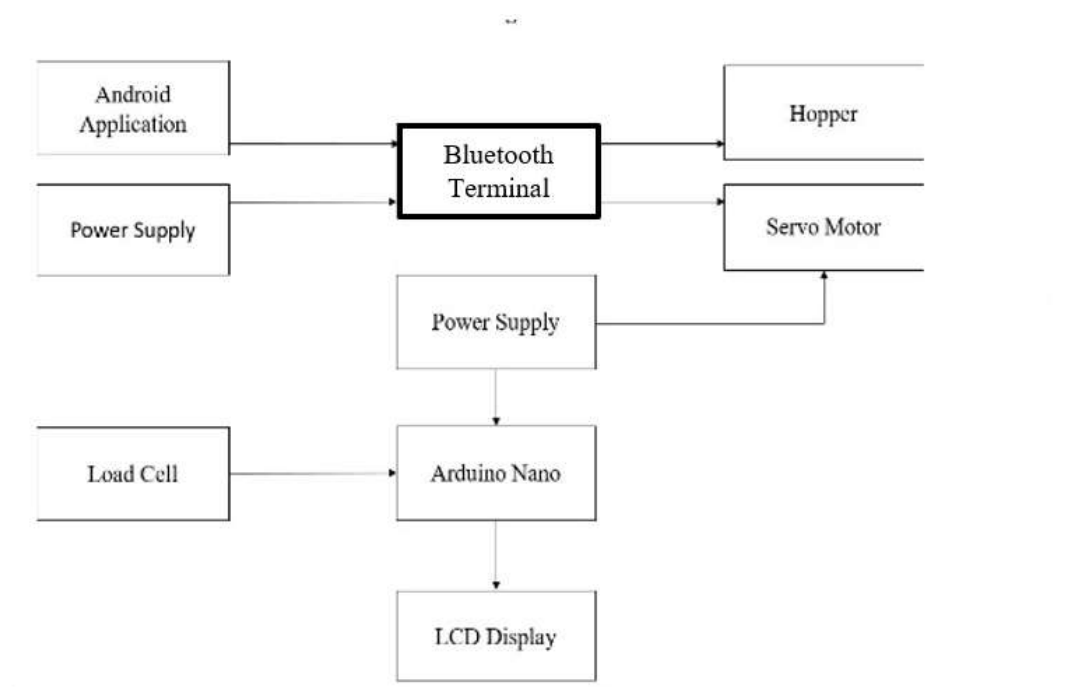 Android
Application
Hopper
Bluetooth
Terminal
Power Supply
Servo Motor
Power Supply
Load Cell
Arduino Nano
LCD Display